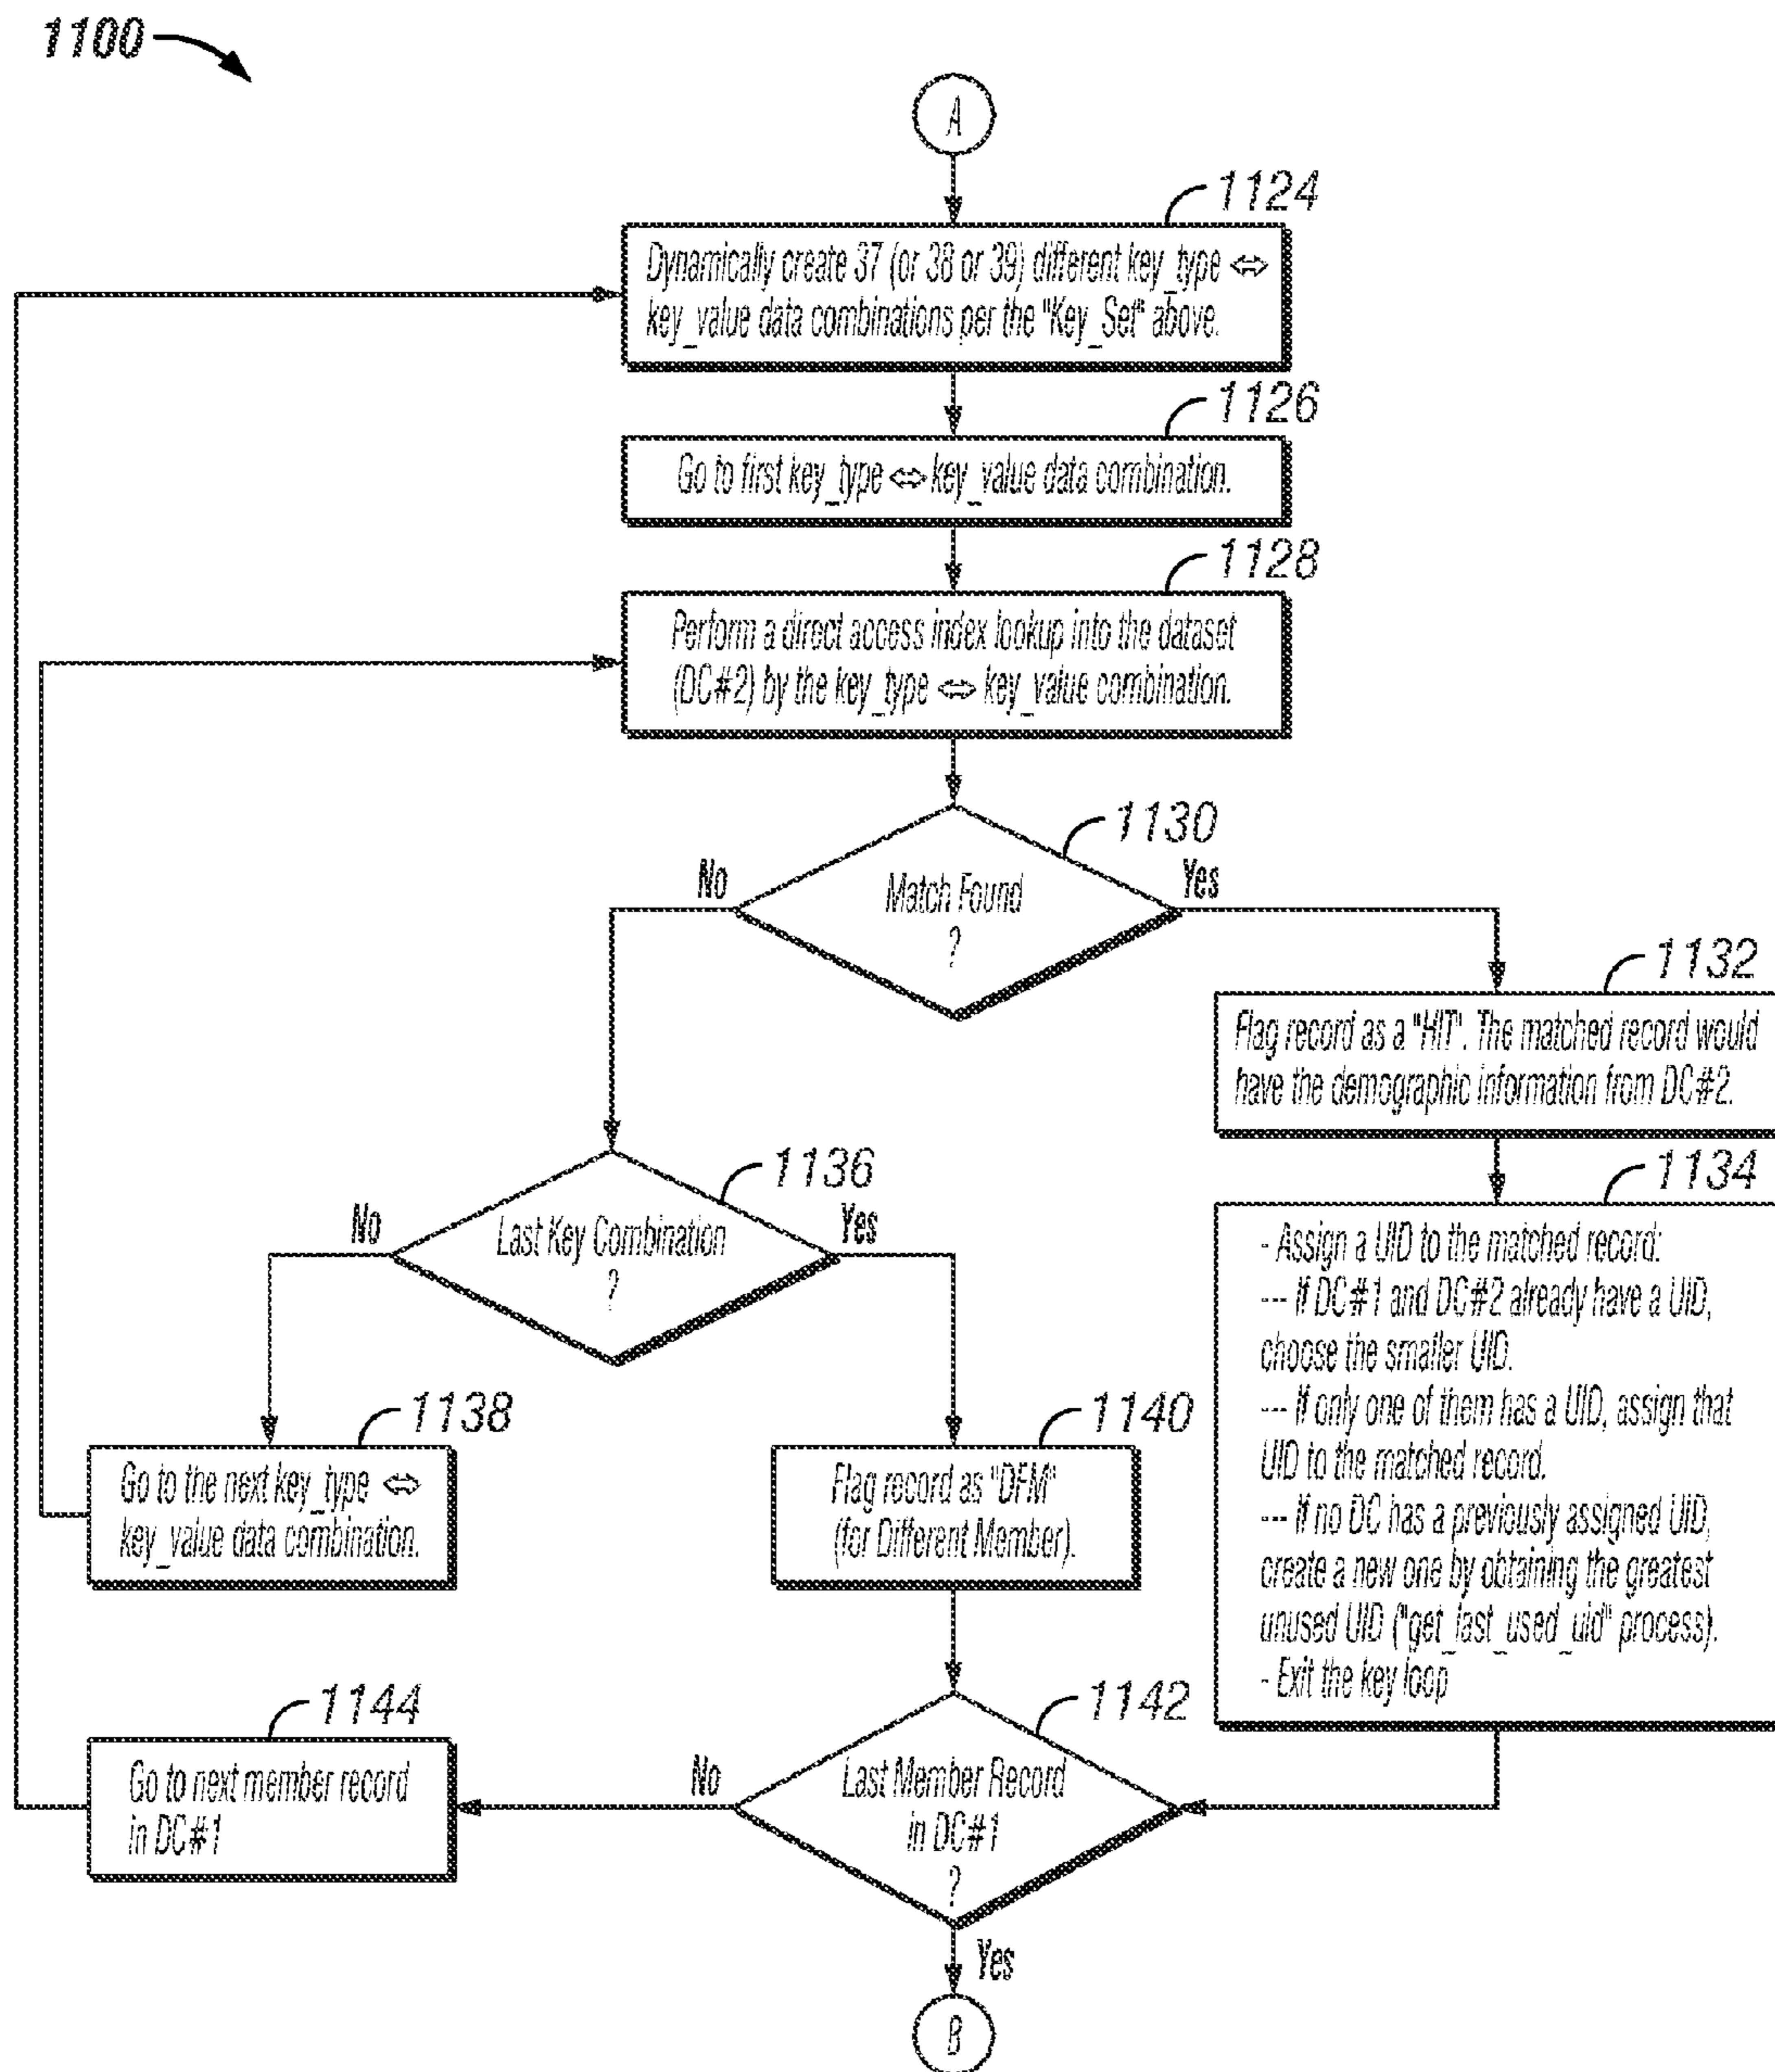 1100
A
1124
Dynamically create 37 (or 38 or 39) different key_type ⇔
key_value data combinations per the "Key_Set" above.
1126
Go to first key_type ⇔ key_value data combination.
1128
Perform a direct access index lookup into the dataset
(DC#2) by the key_type ⇔ key_value combination.
1130
No
Yes
Match Found
?
1132
Flag record as a "HIT". The matched record would
have the demographic information from DC#2.
1136
No
Yes
Last Key Combination
?
1134
- Assign a UID to the matched record:
--- If DC#1 and DC#2 already have a UID,
choose the smaller UID.
--- If only one of them has a UID, assign that
UID to the matched record.
--- If no DC has a previously assigned UID,
create a new one by obtaining the greatest
unused UID ("get_last_used_uid" process).
- Exit the key loop
1138
Go to the next key_type ⇔
key_value data combination.
1140
Flag record as "DFM"
(for Different Member).
1144
Go to next member record
in DC#1
1142
No
Last Member Record
in DC#1
?
Yes
B